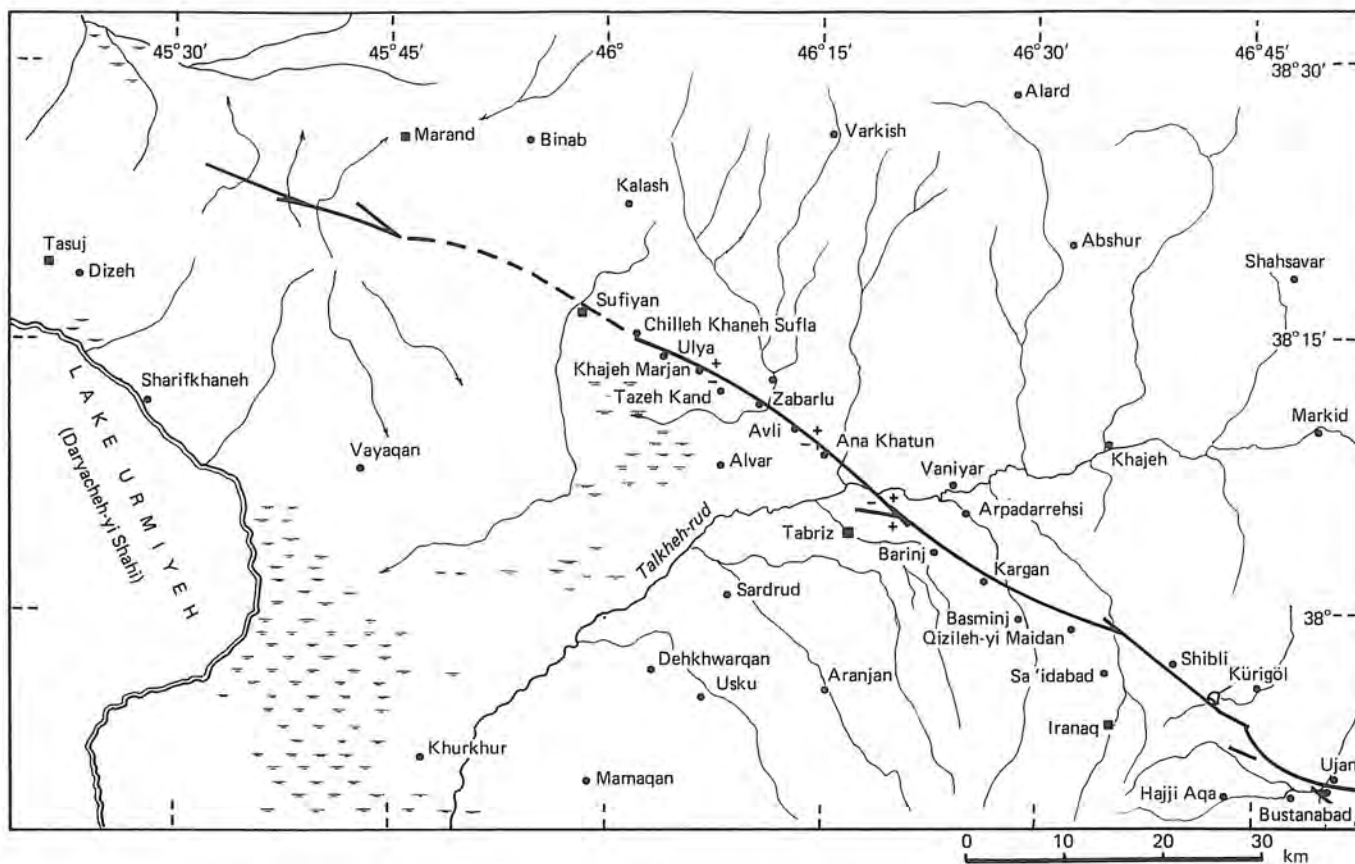 45°30′ 45°45′ 46° 46°15′ 46°30′ 46°45′
38°30′
Alard
Marand
Binab
Varkish
Kalash
Tasuj
Dizeh
Abshur
Shahsavar
Sufiyan
Chilleh Khaneh Sufla
Ulya
38°15′
Khajeh Marjan
Sharifkhaneh
Tazeh Kand
Zabarlu
Markid
LAKE URMIYEH
(Daryacheh-yi Shahi)
Avli
Ana Khatun
Vayaqan
Alvar
Vaniyar
Khajeh
Arpadarrehsi
Talkheh-rud
Tabriz
Barinj
Kargan
Sardrud
Basminj
38°
Qizileh-yi Maidan
Dehkhwarqan
Usku
Aranjan
Sa'idabad
Shibli
Kürigöl
Iranaq
Khurkhur
Mamaqan
Ujan
Hajji Aqa
Bustanabad
0 10 20 30
km